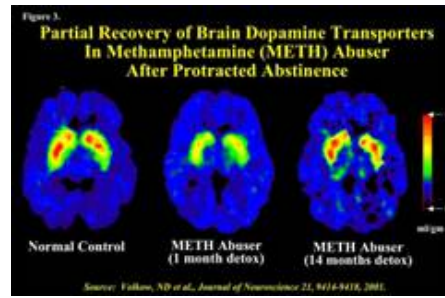 Figure 3.
Partial Recovery of Brain Dopamine Transporters
In Methamphetamine (METH) Abuser
After Protracted Abstinence
ml/gm
Normal Control
METH Abuser
(1 month detox)
METH Abuser
(14 months detox)
Source: Volkow, ND et al., Journal of Neuroscience 21, 9414-9418, 2001.